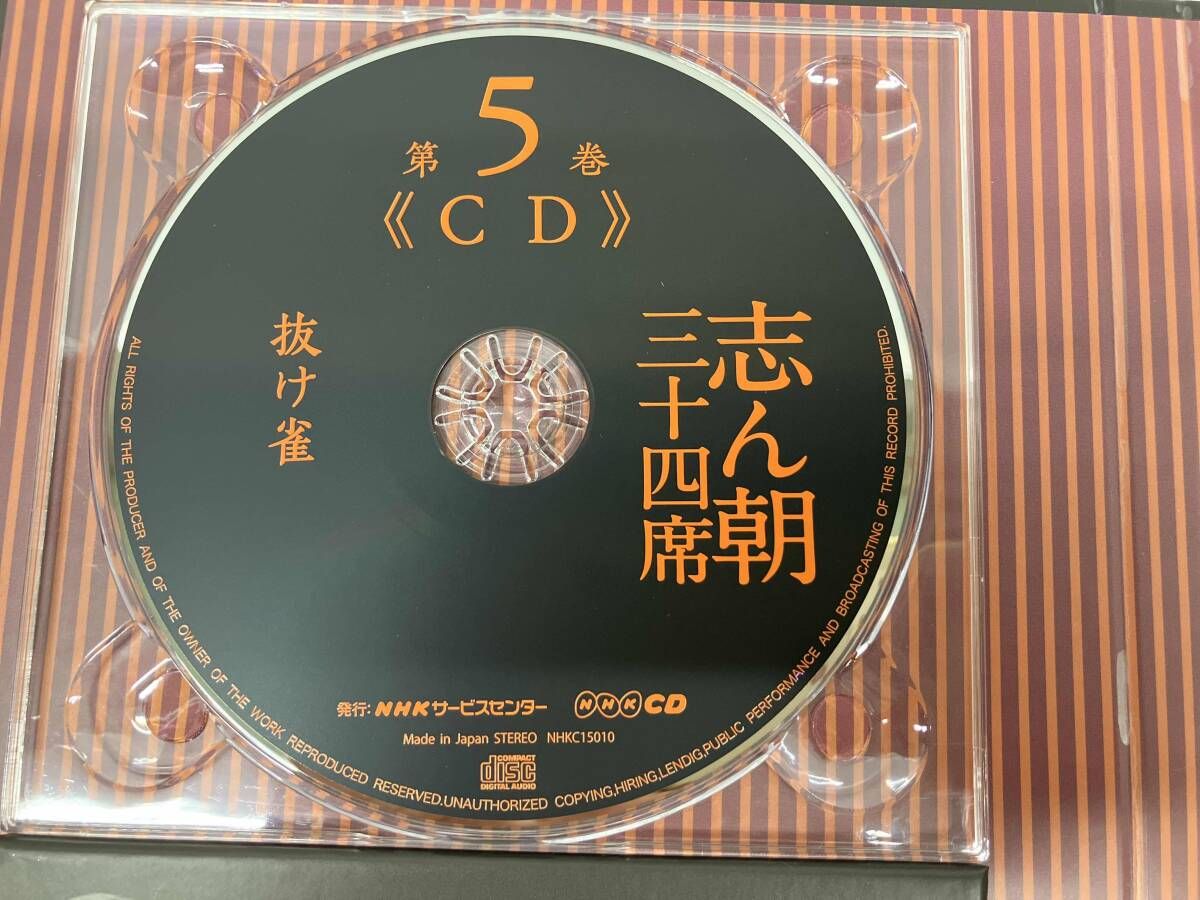 第5巻
《CD》
志ん朝
三十四席
抜け雀
発行:NHKサービスセンター NHK CD
Made in Japan STEREO NHKC15010
COMPACT
disc
DIGITAL AUDIO
ALL RIGHTS OF THE PRODUCER AND OF THE OWNER OF THE WORK REPRODUCED RESERVED.UNAUTHORIZED COPYING,HIRING,LENDIG,PUBLIC PERFORMANCE AND BROADCASTING OF THIS RECORD PROHIBITED.